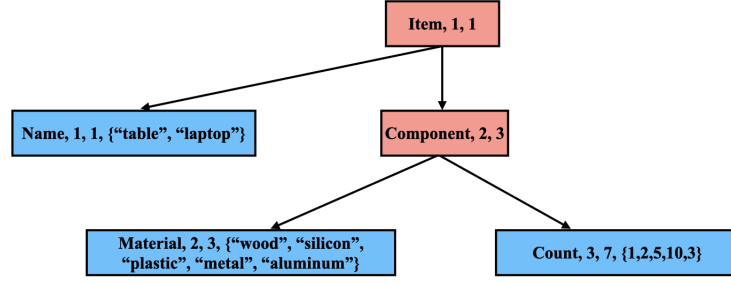 Item, 1, 1
Name, 1, 1, {“table”, “laptop”}
Component, 2, 3
Material, 2, 3, {“wood”, “silicon”,
“plastic”, “metal”, “aluminum”}
Count, 3, 7, {1,2,5,10,3}